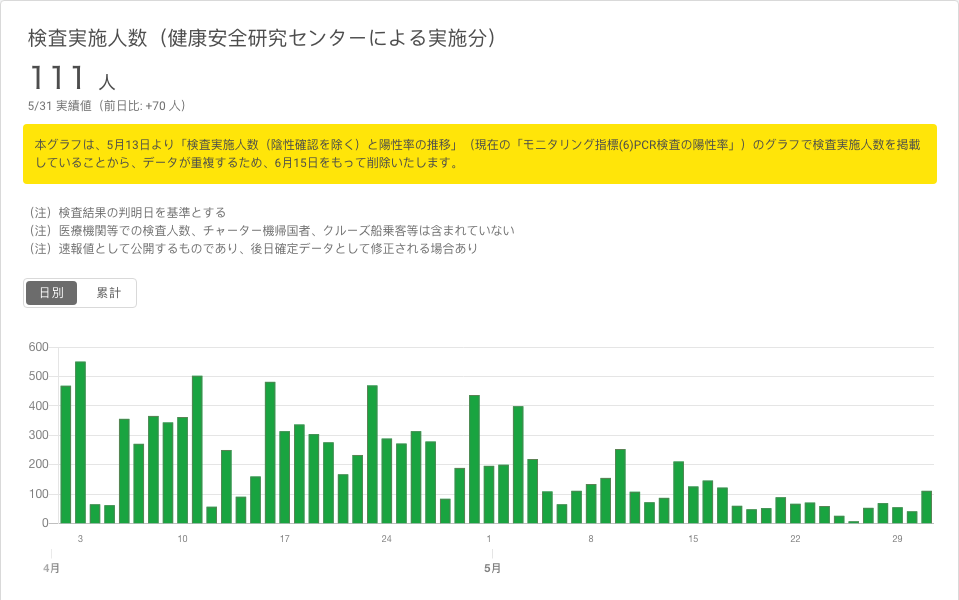 検査実施人数（健康安全研究センターによる実施分）
111 人
5/31 実績値（前日比: +70 人）
本グラフは、5月13日より「検査実施人数（陰性確認を除く）と陽性率の推移」（現在の「モニタリング指標(6)PCR検査の陽性率」）のグラフで検査実施人数を掲載
していることから、データが重複するため、6月15日をもって削除いたします。
（注）検査結果の判明日を基準とする
（注）医療機関等での検査人数、チャーター機帰国者、クルーズ船乗客等は含まれていない
（注）速報値として公開するものであり、後日確定データとして修正される場合あり
日別 累計
600
500
400
300
200
100
0
3 10 17 24 1 8 15 22 29
4月 5月